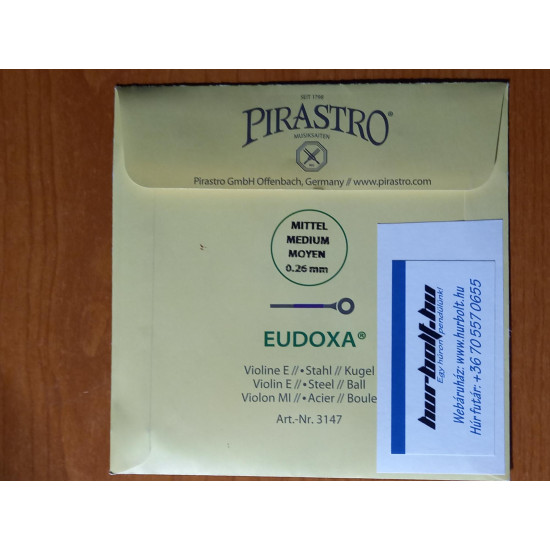 SEIT 1798
PIRASTRO®
MUSIKSAITEN
Pirastro GmbH Offenbach, Germany // www.pirastro.com
MITTEL
MEDIUM
MOYEN
0.26 mm
EUDOXA®
Violine E // • Stahl // Kugel
Violin E // • Steel // Ball
Violon MI // • Acier // Boule
Art.-Nr. 3147
hurbolt.hu
Egy húron pendülünk!
Webáruház: www.hurbolt.hu
Húrfutár: +36 70 557 0655